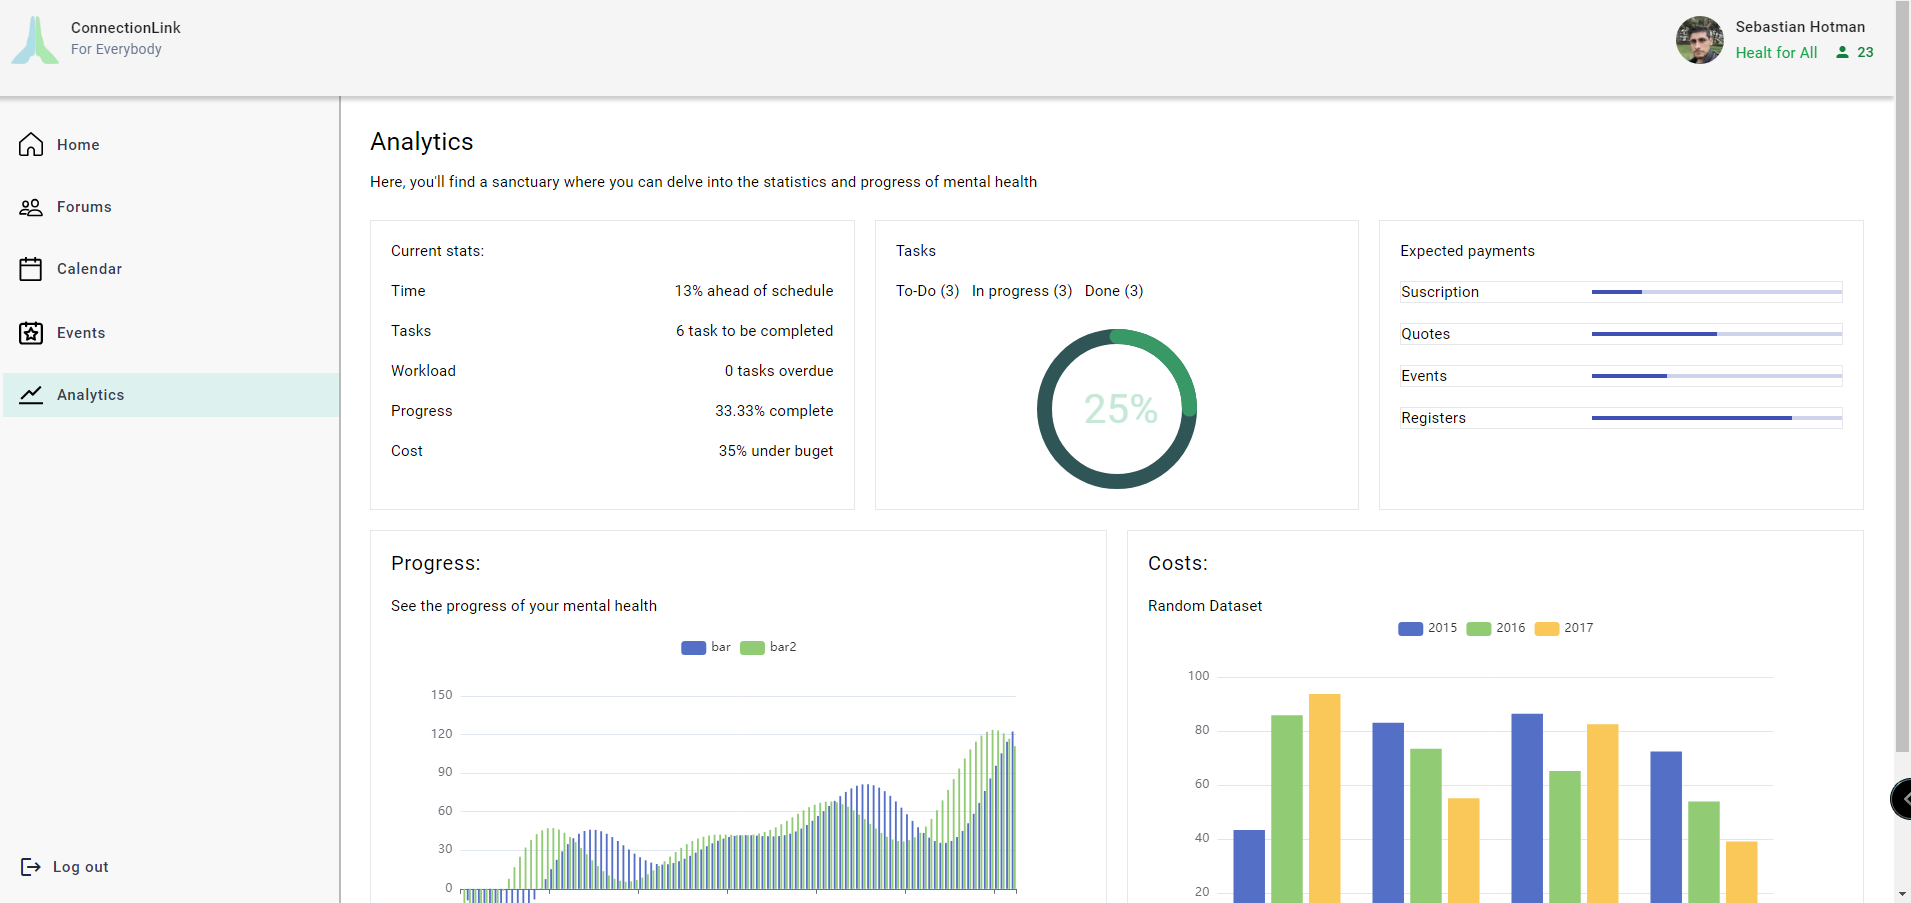 ConnectionLink
For Everybody
Sebastian Hotman
Healt for All 23
Home
Forums
Calendar
Events
Analytics
Log out
Analytics
Here, you'll find a sanctuary where you can delve into the statistics and progress of mental health
Current stats:
Time 13% ahead of schedule
Tasks 6 task to be completed
Workload 0 tasks overdue
Progress 33.33% complete
Cost 35% under buget
Tasks
To-Do (3) In progress (3) Done (3)
25%
Expected payments
Suscription
Quotes
Events
Registers
Progress:
See the progress of your mental health
bar bar2
150
120
90
60
30
0
Costs:
Random Dataset
2015 2016 2017
100
80
60
40
20